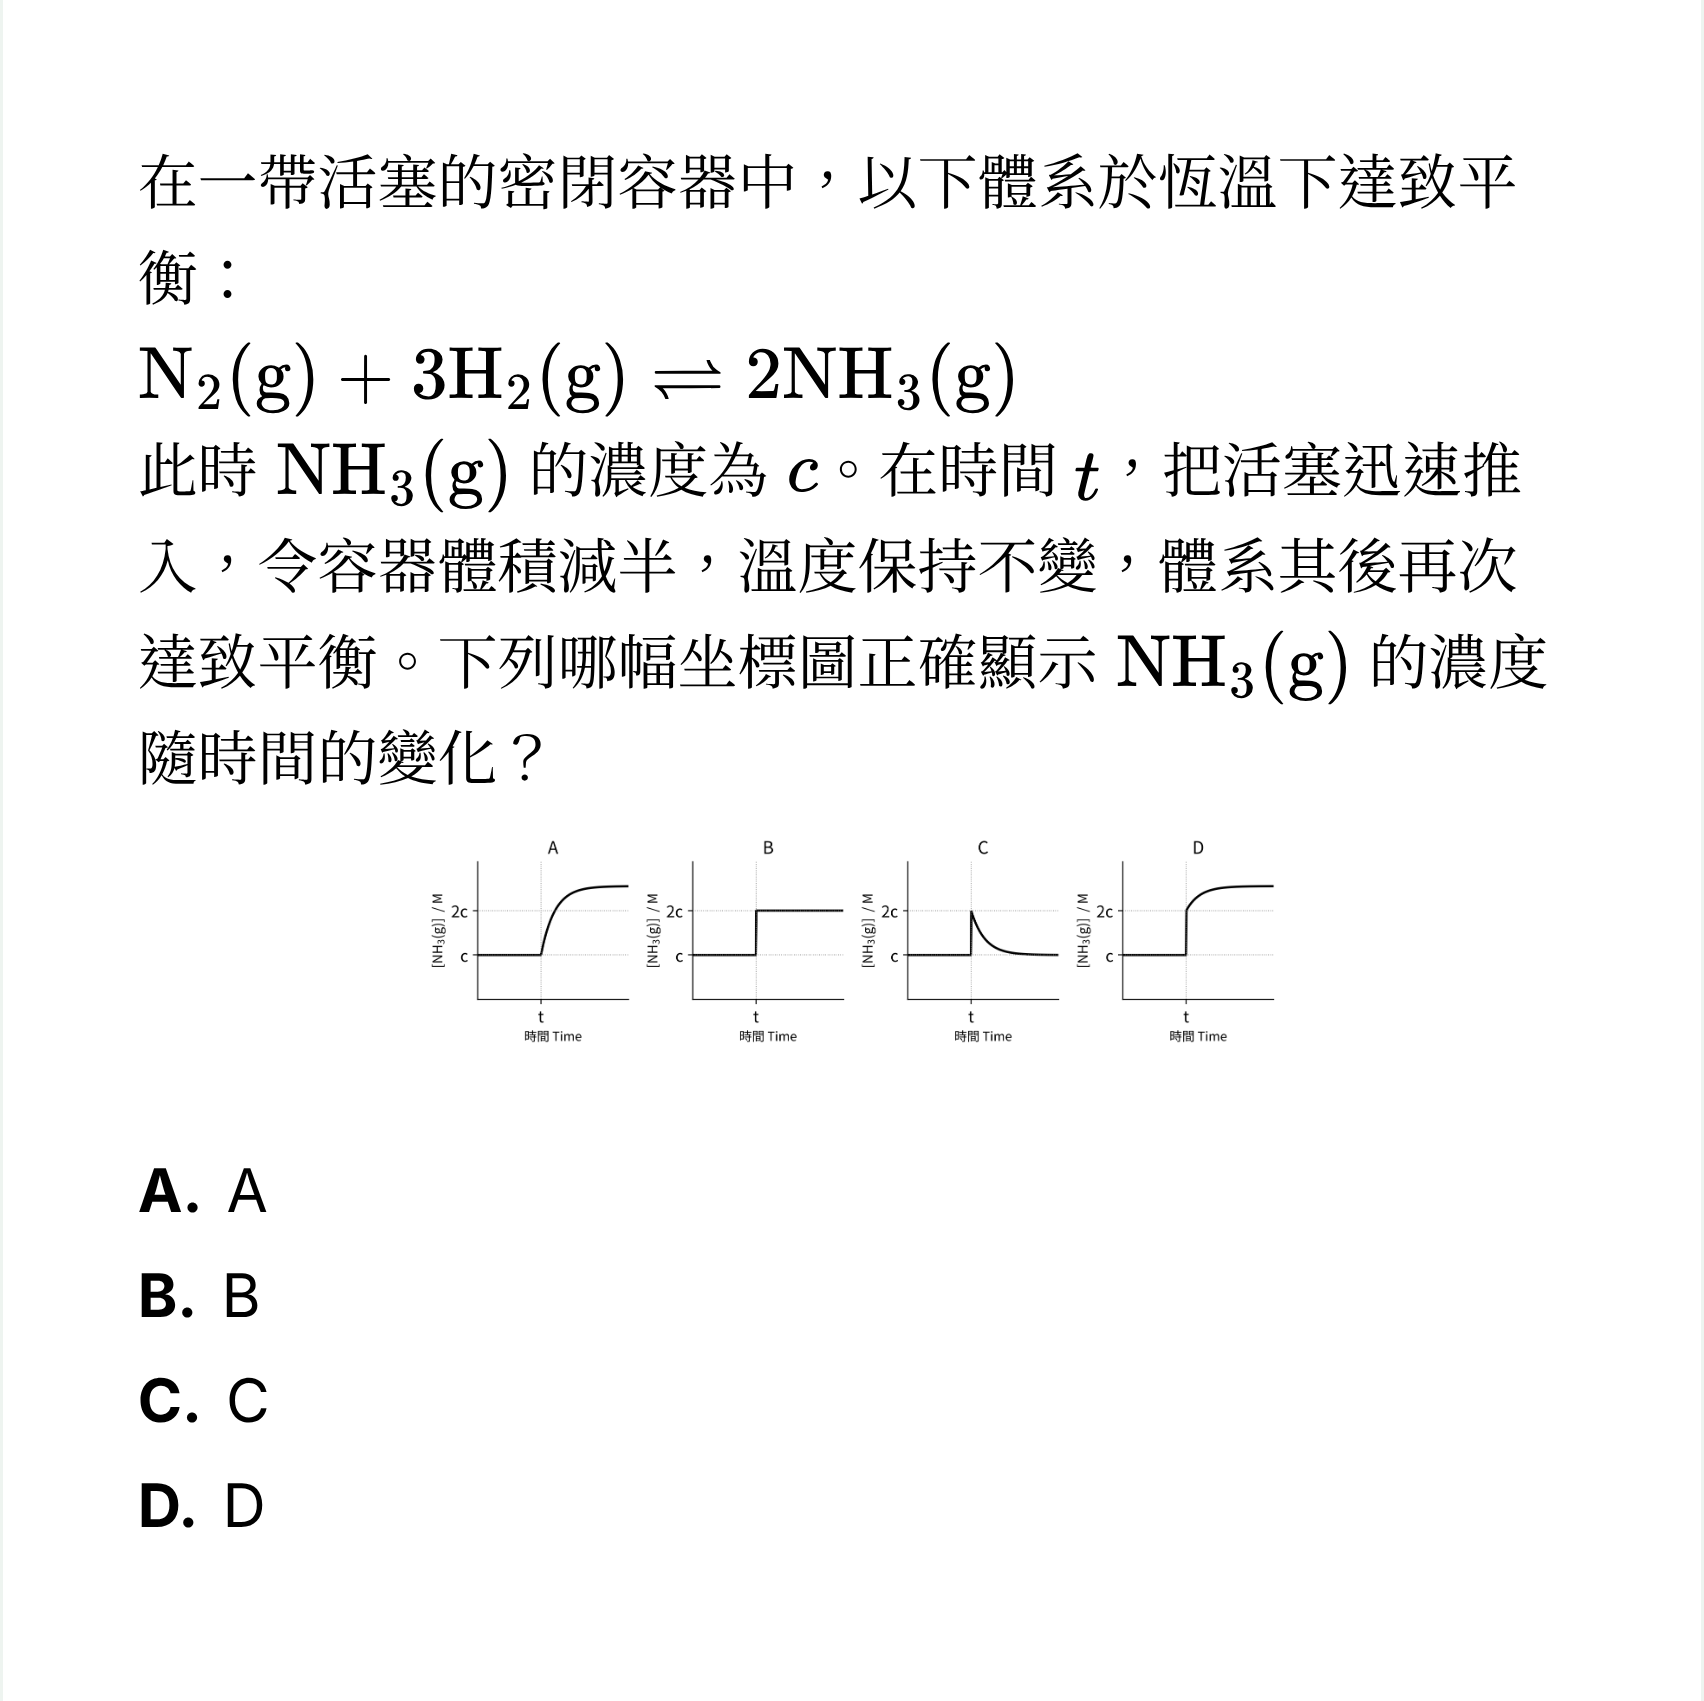 在一帶活塞的密閉容器中，以下體系於恆溫下達致平
衡：
N₂(g) + 3H₂(g) ⇌ 2NH₃(g)
此時 NH₃(g) 的濃度為 c。在時間 t，把活塞迅速推
入，令容器體積減半，溫度保持不變，體系其後再次
達致平衡。下列哪幅坐標圖正確顯示 NH₃(g) 的濃度
隨時間的變化？
A
[NH₃(g)] / M
2c
c
t
時間 Time
B
[NH₃(g)] / M
2c
c
t
時間 Time
C
[NH₃(g)] / M
2c
c
t
時間 Time
D
[NH₃(g)] / M
2c
c
t
時間 Time
A. A
B. B
C. C
D. D